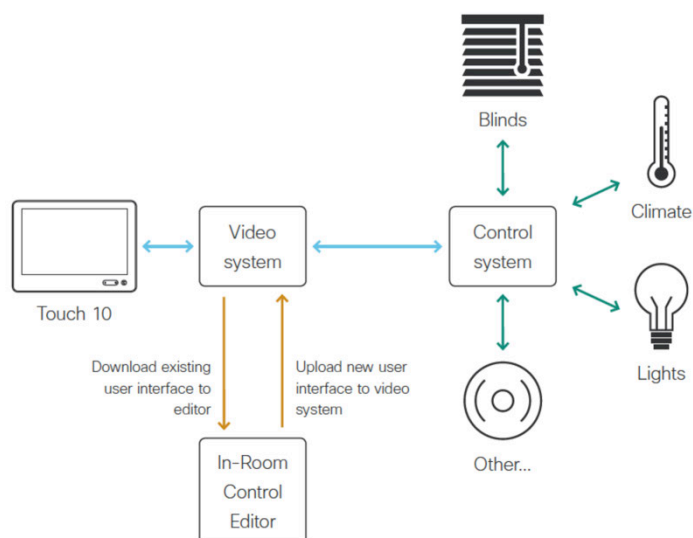 Blinds
Climate
Video
system
Control
system
Touch 10
Lights
Download existing
user interface to
editor
Upload new user
interface to video
system
In-Room
Control
Editor
Other...